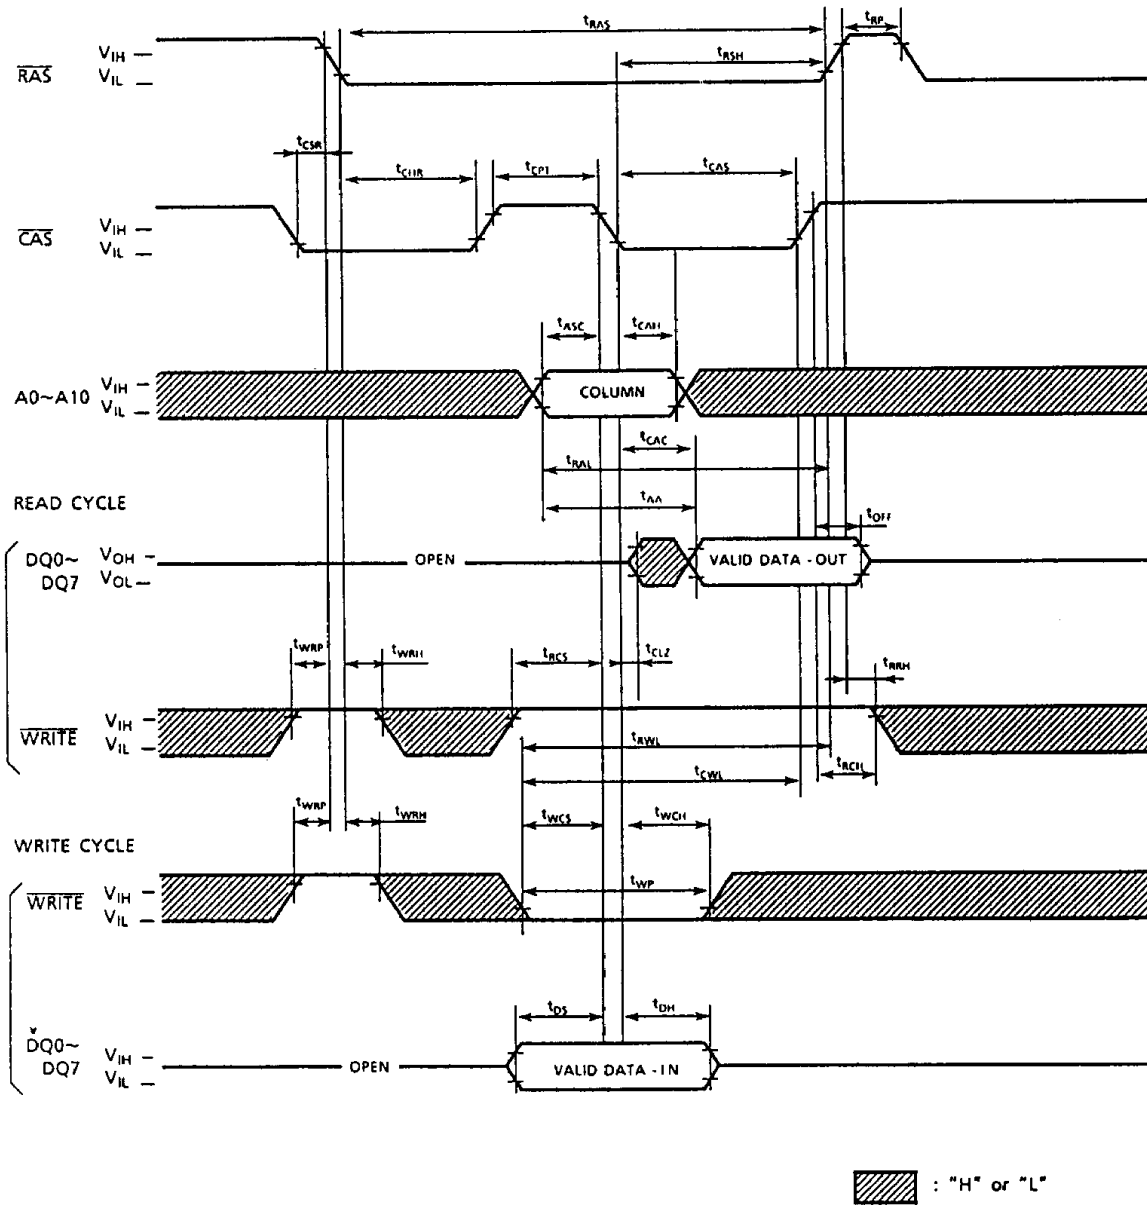 tRAS
tRP
VIH
RAS
VIL
tRSH
tCSR
tCHR
tCPT
tCAS
VIH
CAS
VIL
tASC
tCAH
A0~A10
VIH
VIL
COLUMN
tCAC
tRAL
READ CYCLE
tAA
tOFF
DQ0~
DQ7
VOH
VOL
OPEN
VALID DATA - OUT
tWRP
tWRH
tRCS
tCLZ
tRRH
WRITE
VIH
VIL
tRWL
tRCH
tCWL
tWRP
tWRH
tWCS
tWCH
WRITE CYCLE
WRITE
VIH
VIL
tWP
tDS
tDH
DQ0~
DQ7
VIH
VIL
OPEN
VALID DATA - IN
: "H" or "L"